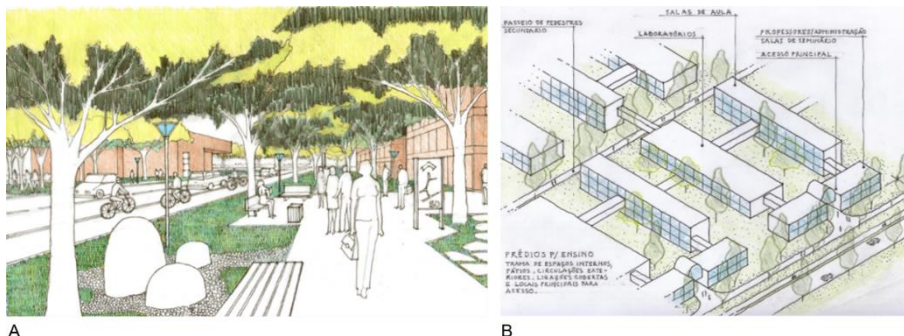 SALAS DE AULA
PASSEIO DE PEDESTRES
SECUNDÁRIO
LABORATÓRIOS
PROFESSORES/ADMINISTRAÇÃO
SALAS DE SEMINÁRIO
ACESSO PRINCIPAL
PRÉDIOS P/ ENSINO
TRAMA DE ESPAÇOS INTERNOS,
PÁTIOS, CIRCULAÇÕES EXTE-
RIORES, LIGAÇÕES COBERTAS
E LOCAIS PRINCIPAIS PARA
ACESSO.
A
B